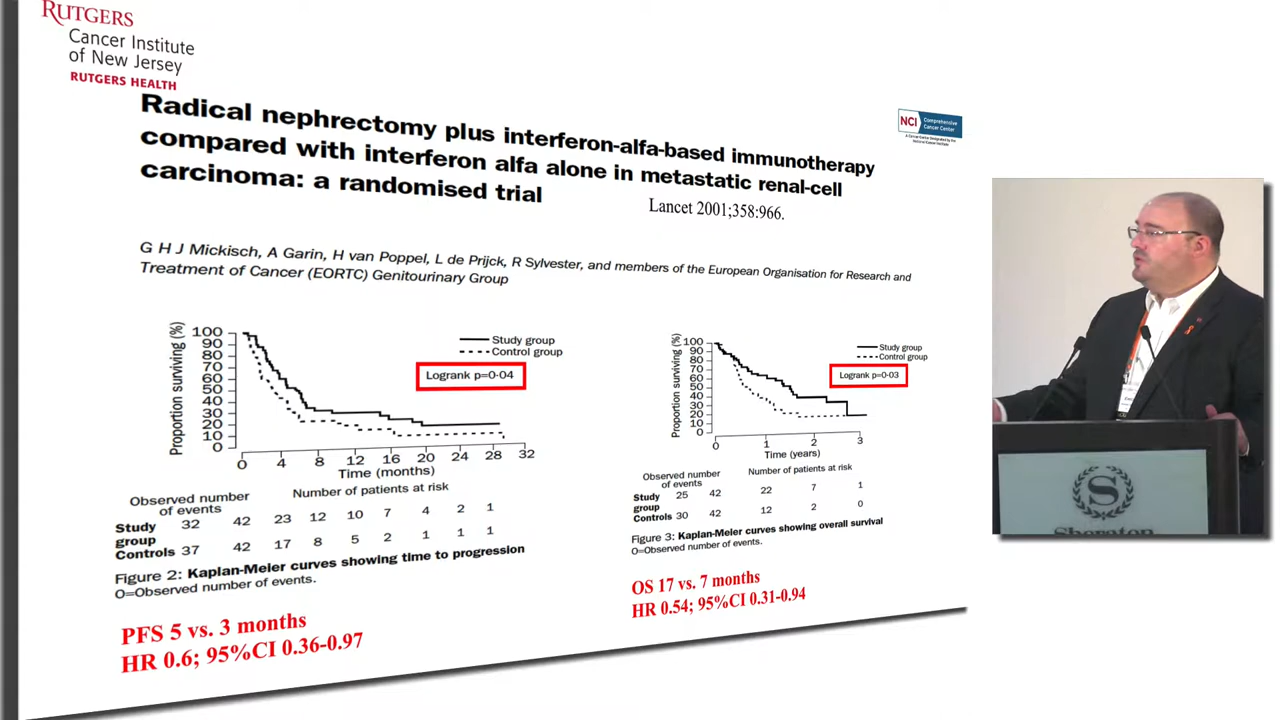 RUTGERS
Cancer Institute
of New Jersey
RUTGERS HEALTH
NCI
Comprehensive
Cancer Center
A Cancer Center Designated by the
National Cancer Institute
Radical nephrectomy plus interferon-alfa-based immunotherapy
compared with interferon alfa alone in metastatic renal-cell
carcinoma: a randomised trial
Lancet 2001;358:966.
G H J Mickisch, A Garin, H van Poppel, L de Prijck, R Sylvester, and members of the European Organisation for Research and
Treatment of Cancer (EORTC) Genitourinary Group
Proportion surviving (%)
100
90
80
70
60
50
40
30
20
10
0
Study group
Control group
Logrank p=0·04
0 4 8 12 16 20 24 28 32
Time (months)
Observed number
of events
Number of patients at risk
Study
group
32 42 23 12 10 7 4 2 1
Controls 37 42 17 8 5 2 1 1 1
Figure 2: Kaplan-Meier curves showing time to progression
O=Observed number of events.
PFS 5 vs. 3 months
HR 0.6; 95%CI 0.36-0.97
Proportion surviving (%)
100
90
80
70
60
50
40
30
20
10
0
Study group
Control group
Logrank p=0·03
0 1 2 3
Time (years)
Observed number
of events
Number of patients at risk
Study
group
25 42 22 7 1
Controls 30 42 12 2 0
Figure 3: Kaplan-Meier curves showing overall survival
O=Observed number of events.
OS 17 vs. 7 months
HR 0.54; 95%CI 0.31-0.94
S
Sheraton